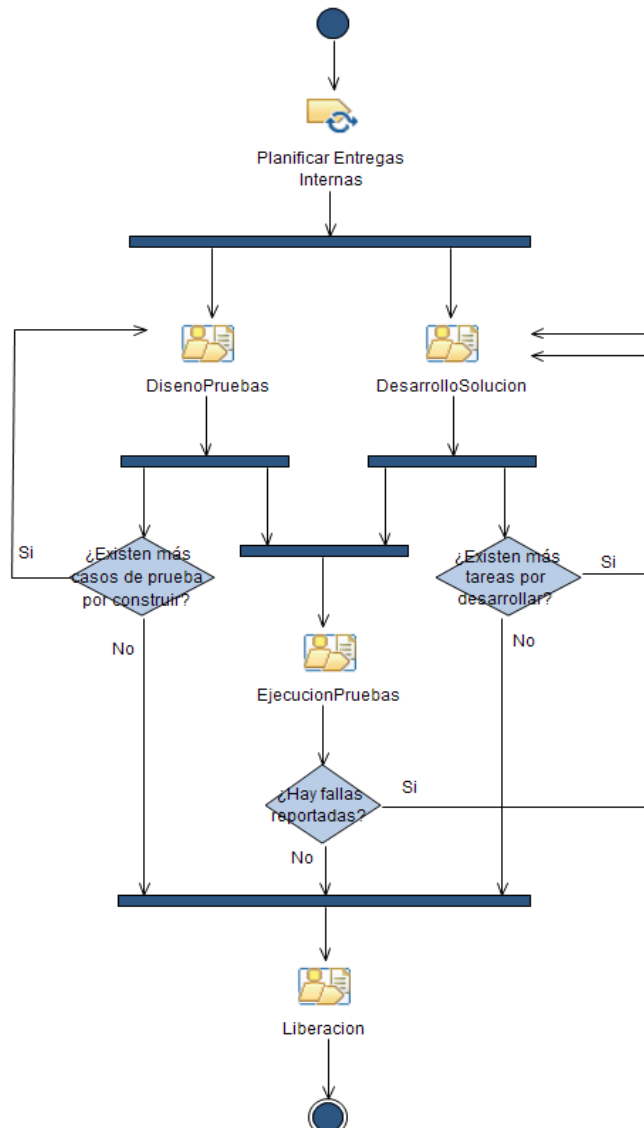 Planificar Entregas
Internas
DisenoPruebas
DesarrolloSolucion
Si
¿Existen más
casos de prueba
por construir?
¿Existen más
tareas por
desarrollar?
Si
No
No
EjecucionPruebas
¿Hay fallas
reportadas?
Si
No
Liberacion